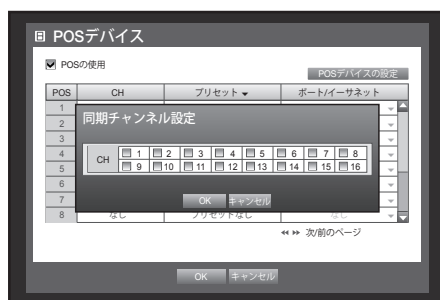 POSデバイス
POSの使用
POSデバイスの設定
POS CH プリセット ポート/イーサネット
1
2
同期チャンネル設定
3
4
CH 1 2 3 4 5 6 7 8
5
9 10 11 12 13 14 15 16
6
7
OK キャンセル
8 なし プリセットなし なし
次/前のページ
OK キャンセル